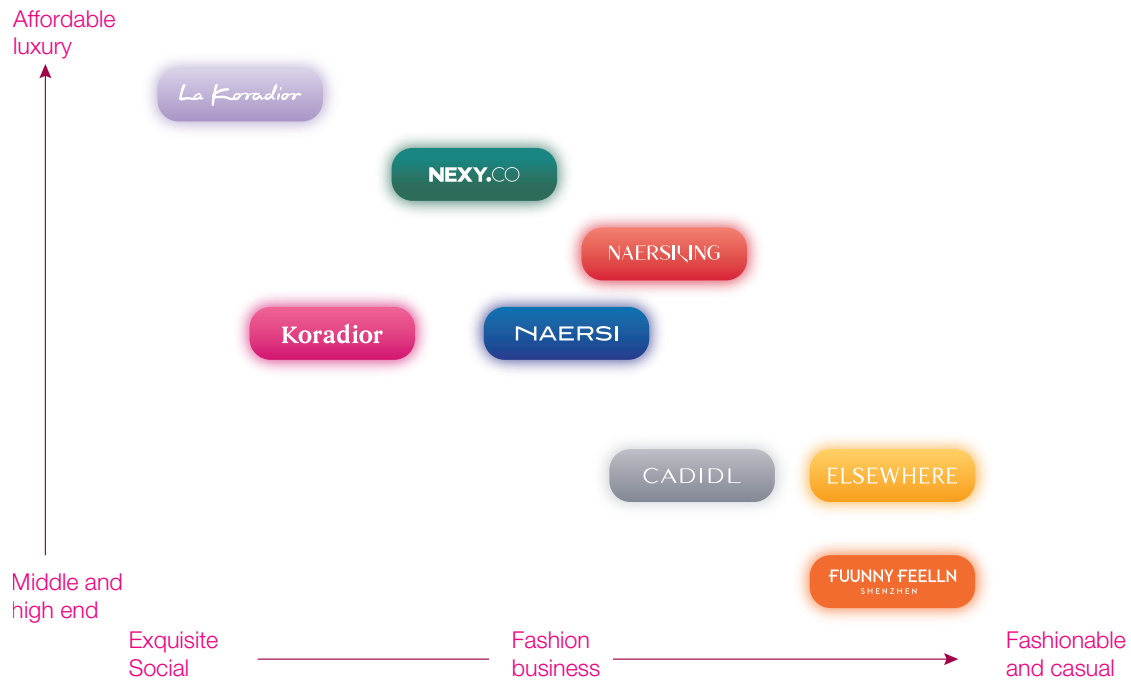 Affordable
luxury
La Koradior
NEXY.CO
NAERSILING
Koradior
NAERSI
CADIDL
ELSEWHERE
FUUNNY FEELLN
SHENZHEN
Middle and
high end
Exquisite
Social
Fashion
business
Fashionable
and casual